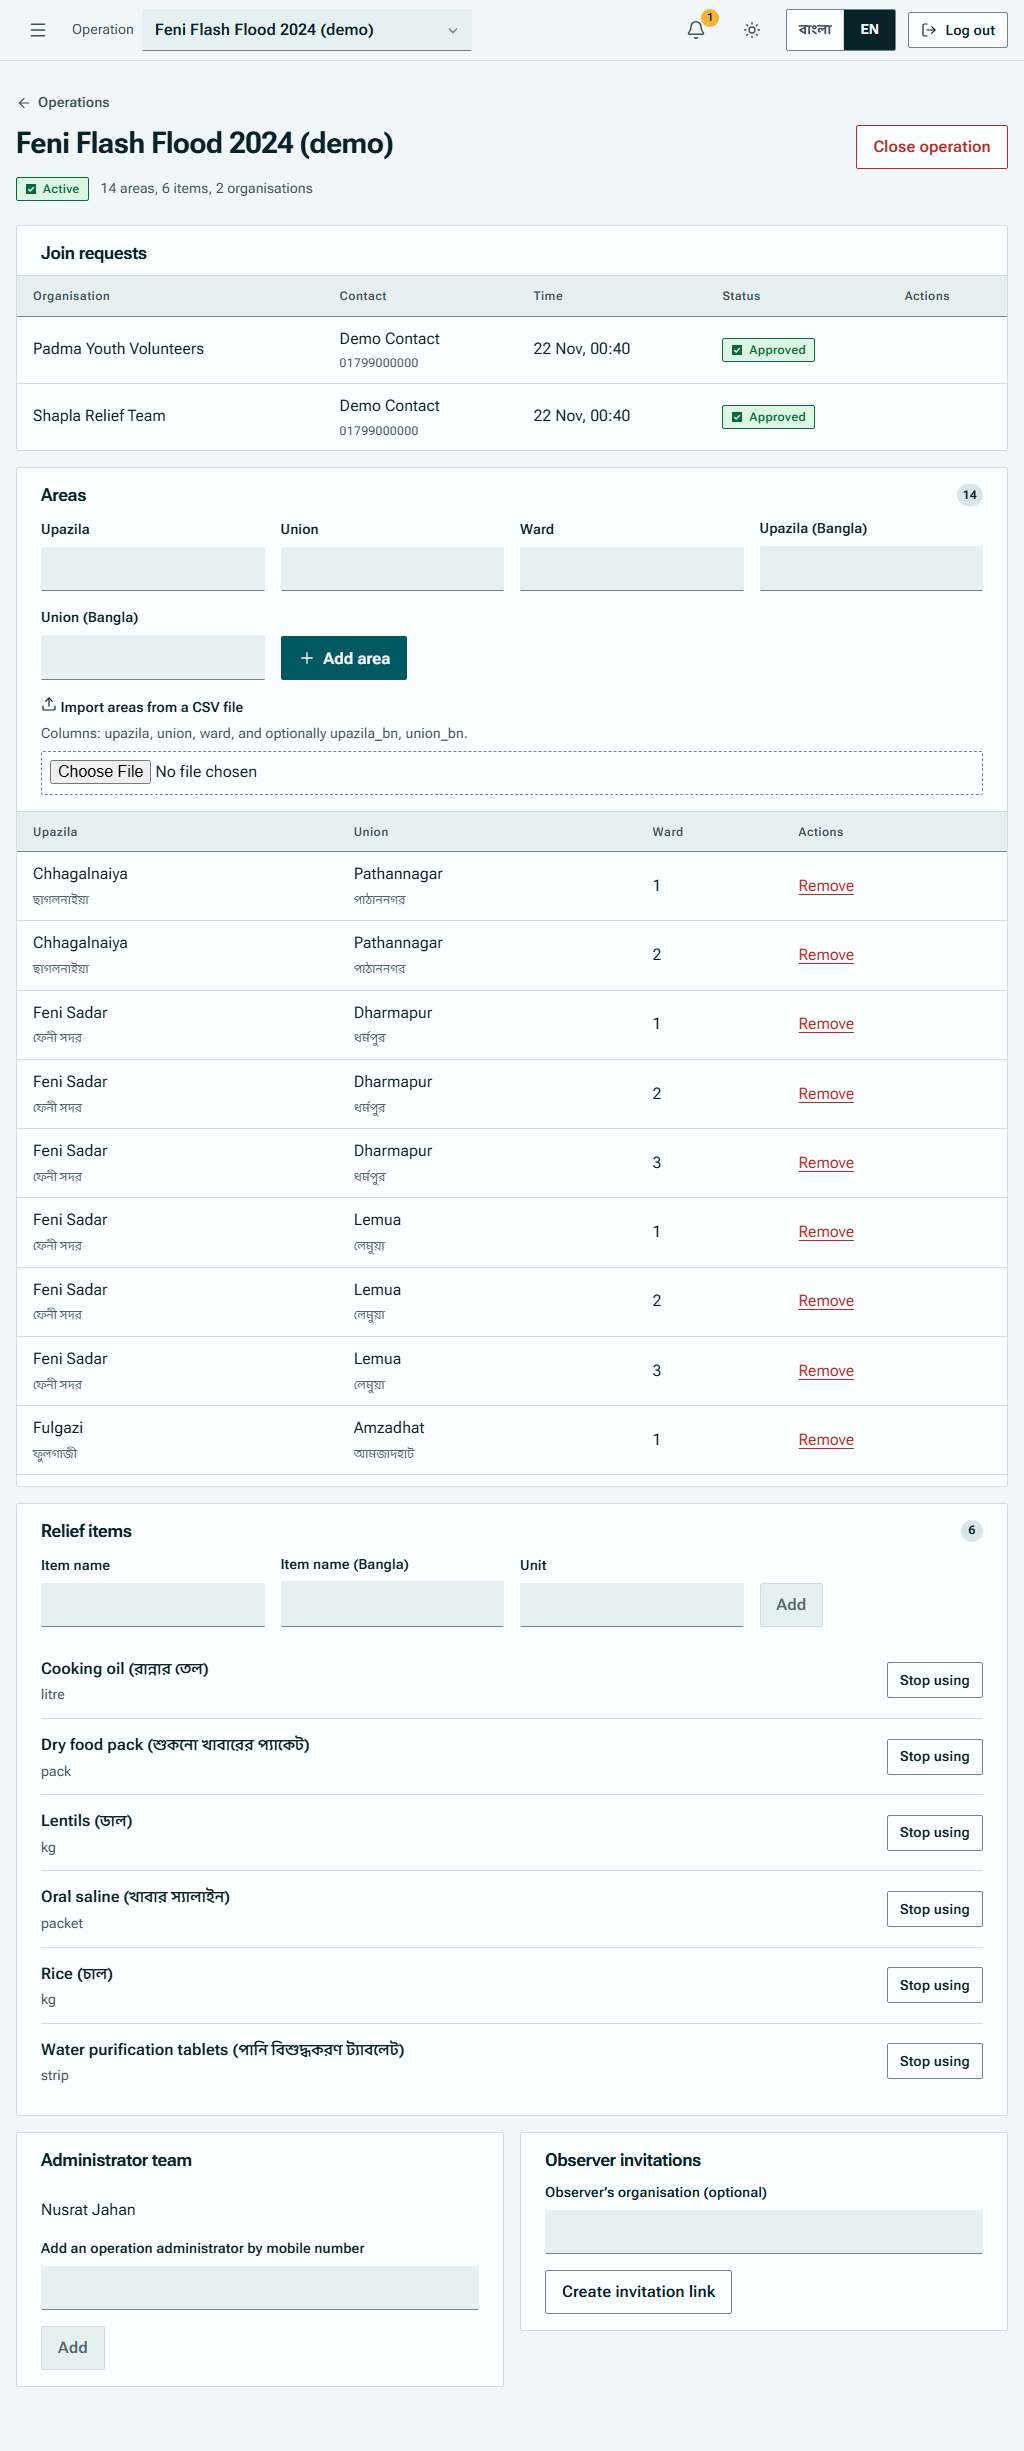 Operation
Feni Flash Flood 2024 (demo)
1
বাংলা
EN
Log out
Operations
Feni Flash Flood 2024 (demo)
Close operation
Active
14 areas, 6 items, 2 organisations
Join requests
Organisation Contact Time Status Actions
Padma Youth Volunteers Demo Contact 22 Nov, 00:40 Approved
01799000000
Shapla Relief Team Demo Contact 22 Nov, 00:40 Approved
01799000000
Areas 14
Upazila Union Ward Upazila (Bangla)
Union (Bangla)
Add area
Import areas from a CSV file
Columns: upazila, union, ward, and optionally upazila_bn, union_bn.
Choose File No file chosen
Upazila Union Ward Actions
Chhagalnaiya Pathannagar 1 Remove
ছাগলনাইয়া পাঠাননগর
Chhagalnaiya Pathannagar 2 Remove
ছাগলনাইয়া পাঠাননগর
Feni Sadar Dharmapur 1 Remove
ফেনী সদর ধর্মপুর
Feni Sadar Dharmapur 2 Remove
ফেনী সদর ধর্মপুর
Feni Sadar Dharmapur 3 Remove
ফেনী সদর ধর্মপুর
Feni Sadar Lemua 1 Remove
ফেনী সদর লেমুয়া
Feni Sadar Lemua 2 Remove
ফেনী সদর লেমুয়া
Feni Sadar Lemua 3 Remove
ফেনী সদর লেমুয়া
Fulgazi Amzadhat 1 Remove
ফুলগাজী আমজাদহাট
Relief items 6
Item name Item name (Bangla) Unit
Add
Cooking oil (রান্নার তেল) Stop using
litre
Dry food pack (শুকনো খাবারের প্যাকেট) Stop using
pack
Lentils (ডাল) Stop using
kg
Oral saline (খাবার স্যালাইন) Stop using
packet
Rice (চাল) Stop using
kg
Water purification tablets (পানি বিশুদ্ধকরণ ট্যাবলেট) Stop using
strip
Administrator team
Nusrat Jahan
Add an operation administrator by mobile number
Add
Observer invitations
Observer’s organisation (optional)
Create invitation link